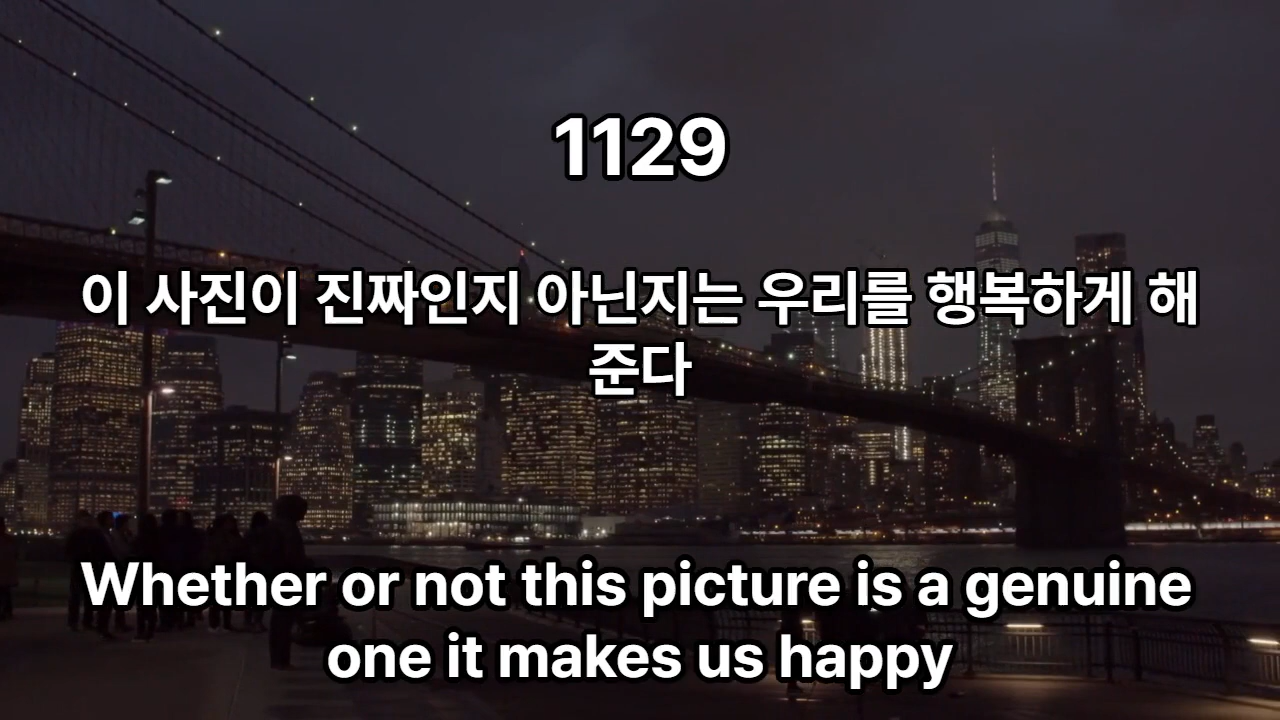 1129
이 사진이 진짜인지 아닌지는 우리를 행복하게 해
준다
Whether or not this picture is a genuine
one it makes us happy